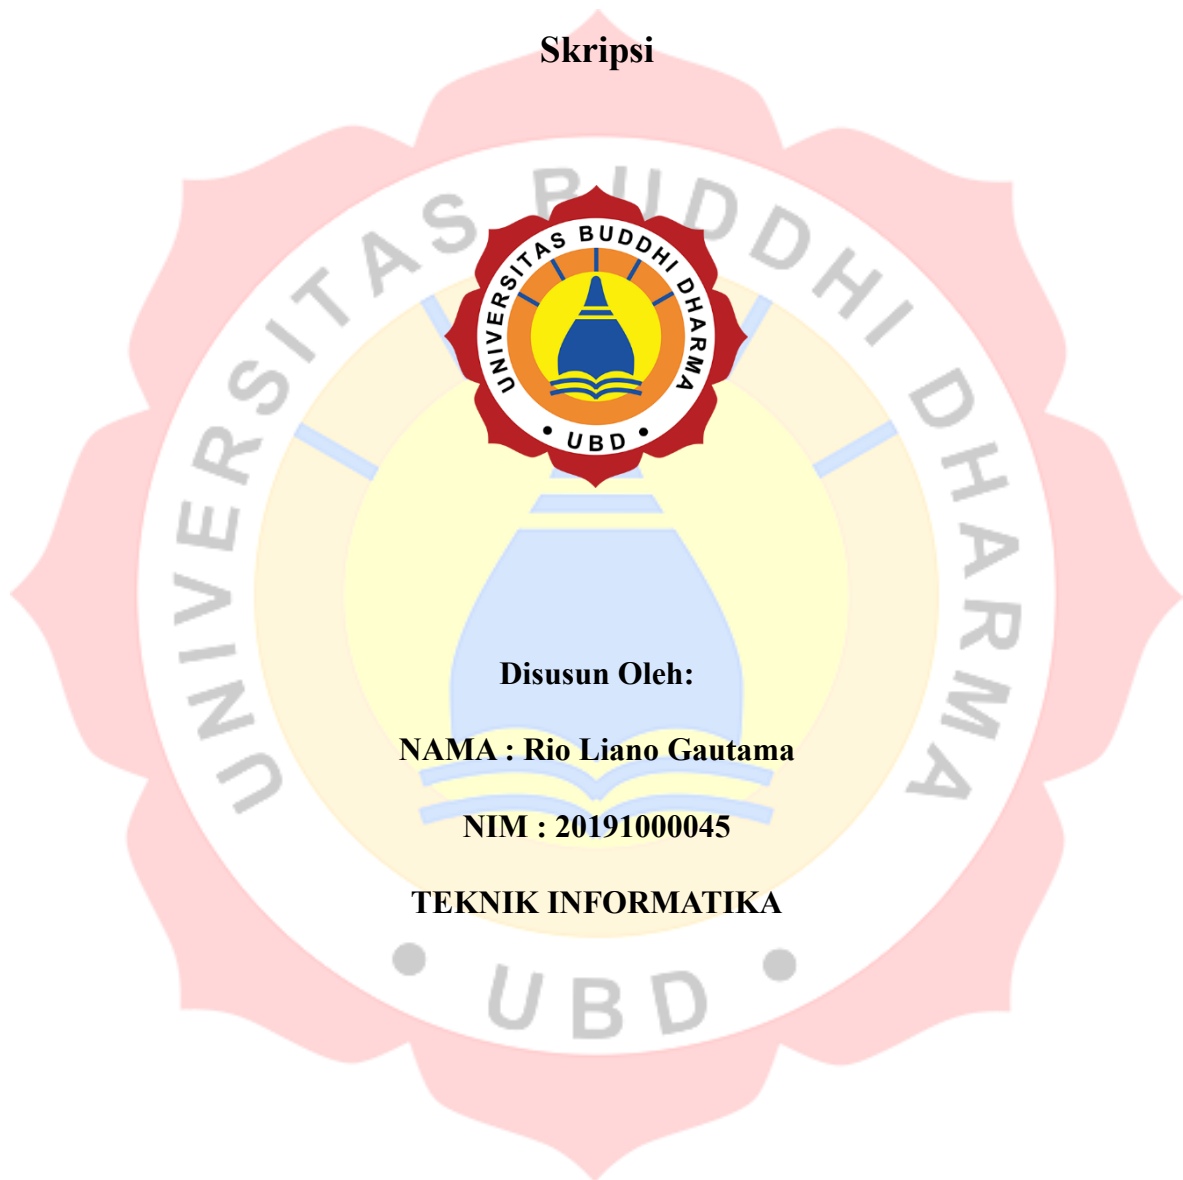 Skripsi
UNIVERSITAS BUDDHI DHARMA
• UBD •
UNIVERSITAS BUDDHI DHARMA
• UBD •
Disusun Oleh:
NAMA : Rio Liano Gautama
NIM : 20191000045
TEKNIK INFORMATIKA